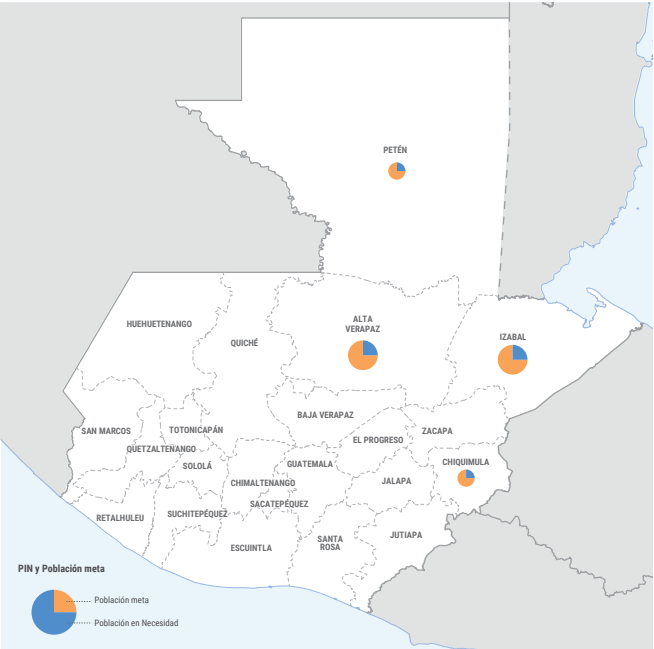 PETÉN
ALTA
VERAPAZ
HUEHUETENANGO
IZABAL
QUICHÉ
BAJA VERAPAZ
SAN MARCOS
TOTONICAPÁN
ZACAPA
EL PROGRESO
QUETZALTENANGO
SOLOLÁ
GUATEMALA
CHIQUIMULA
CHIMALTENANGO
JALAPA
SACATEPÉQUEZ
RETALHULEU
SUCHITEPÉQUEZ
JUTIAPA
SANTA
ROSA
ESCUINTLA
PIN y Población meta
Población meta
Población en Necesidad